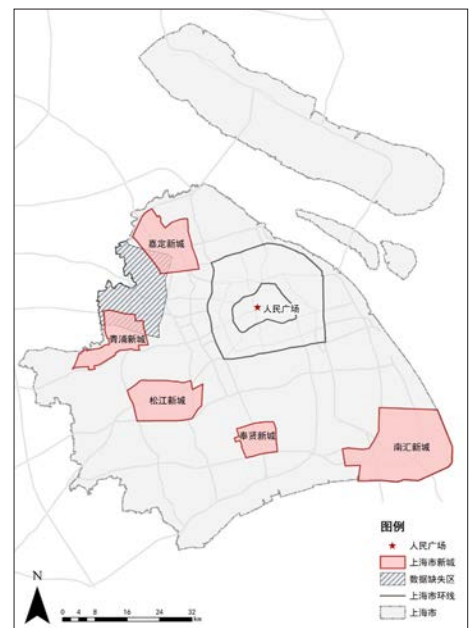 嘉定新城
人民广场
青浦新城
松江新城
奉贤新城
南汇新城
图例
人民广场
上海市新城
数据缺失区
上海市环线
上海市
N
0 4 8 16 24 32
km